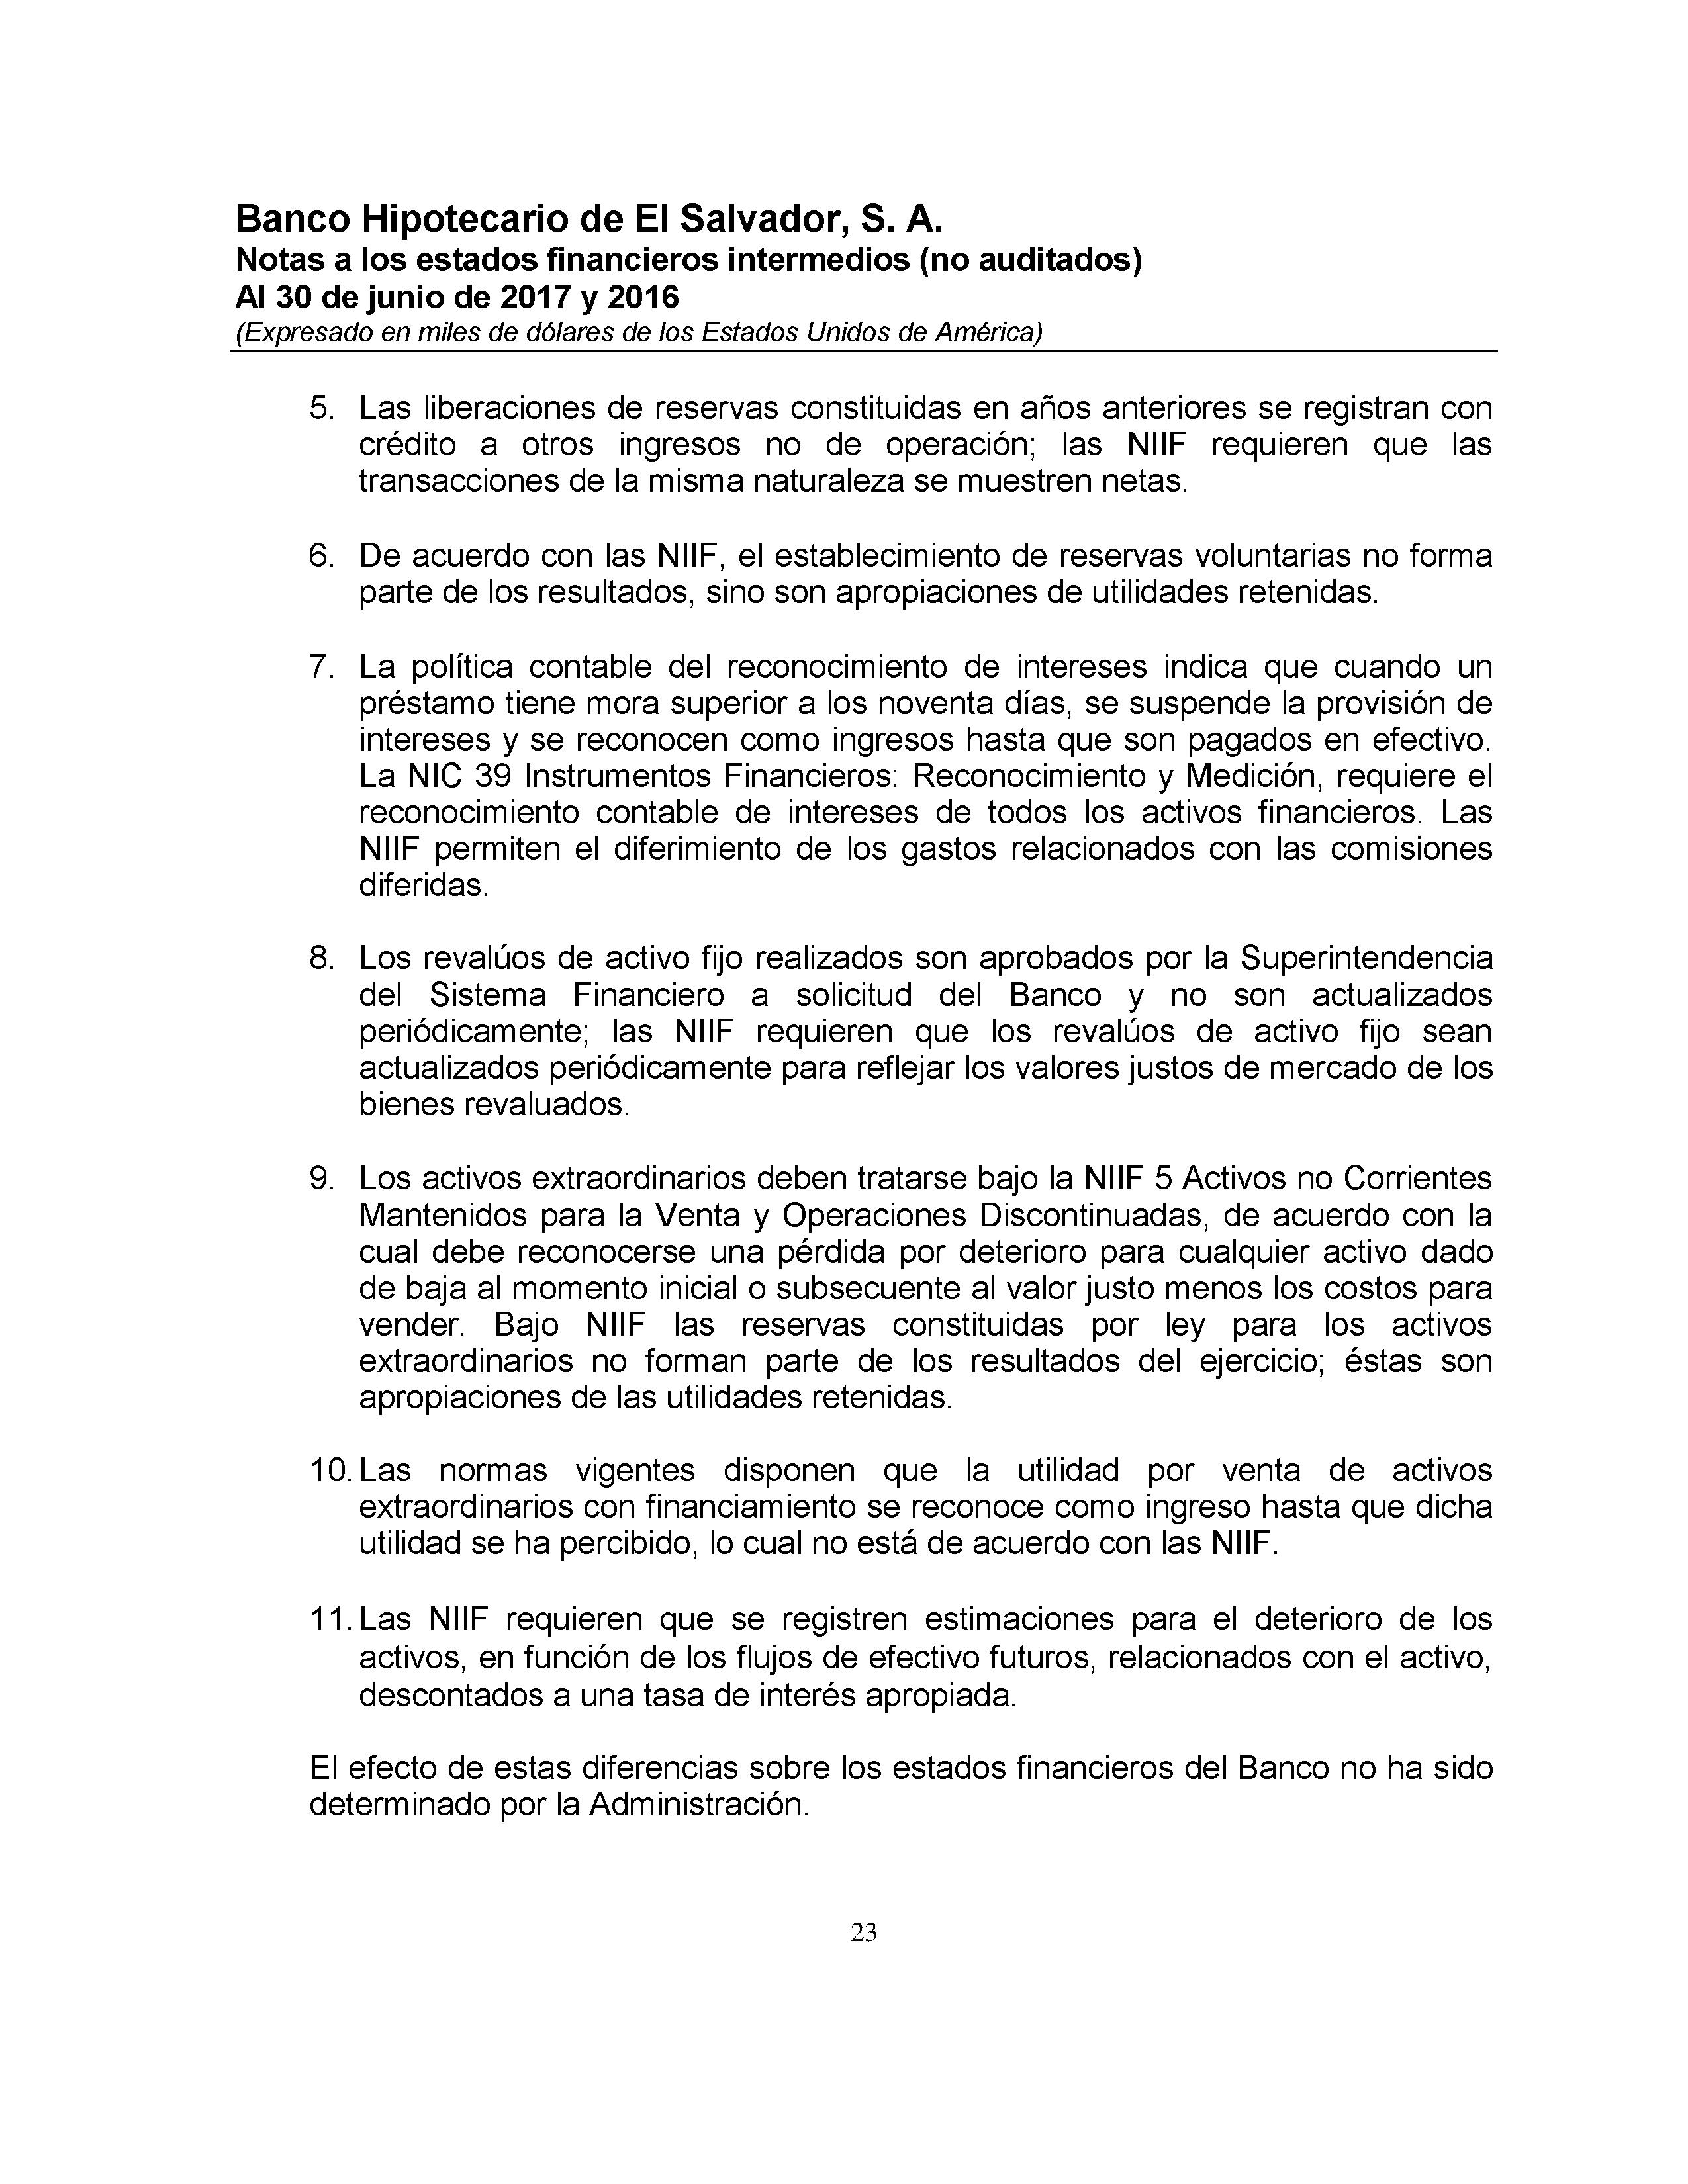 Banco Hipotecario de El Salvador, S. A.
Notas a los estados financieros intermedios (no auditados)
Al 30 de junio de 2017 y 2016
(Expresado en miles de dólares de los Estados Unidos de América)
5. Las liberaciones de reservas constituidas en años anteriores se registran con
crédito a otros ingresos no de operación; las NIIF requieren que las
transacciones de la misma naturaleza se muestren netas.
6. De acuerdo con las NIIF, el establecimiento de reservas voluntarias no forma
parte de los resultados, sino son apropiaciones de utilidades retenidas.
7. La política contable del reconocimiento de intereses indica que cuando un
préstamo tiene mora superior a los noventa días, se suspende la provisión de
intereses y se reconocen como ingresos hasta que son pagados en efectivo.
La NIC 39 Instrumentos Financieros: Reconocimiento y Medición, requiere el
reconocimiento contable de intereses de todos los activos financieros. Las
NIIF permiten el diferimiento de los gastos relacionados con las comisiones
diferidas.
8. Los revalúos de activo fijo realizados son aprobados por la Superintendencia
del Sistema Financiero a solicitud del Banco y no son actualizados
periódicamente; las NIIF requieren que los revalúos de activo fijo sean
actualizados periódicamente para reflejar los valores justos de mercado de los
bienes revaluados.
9. Los activos extraordinarios deben tratarse bajo la NIIF 5 Activos no Corrientes
Mantenidos para la Venta y Operaciones Discontinuadas, de acuerdo con la
cual debe reconocerse una pérdida por deterioro para cualquier activo dado
de baja al momento inicial o subsecuente al valor justo menos los costos para
vender. Bajo NIIF las reservas constituidas por ley para los activos
extraordinarios no forman parte de los resultados del ejercicio; éstas son
apropiaciones de las utilidades retenidas.
10. Las normas vigentes disponen que la utilidad por venta de activos
extraordinarios con financiamiento se reconoce como ingreso hasta que dicha
utilidad se ha percibido, lo cual no está de acuerdo con las NIIF.
11. Las NIIF requieren que se registren estimaciones para el deterioro de los
activos, en función de los flujos de efectivo futuros, relacionados con el activo,
descontados a una tasa de interés apropiada.
El efecto de estas diferencias sobre los estados financieros del Banco no ha sido
determinado por la Administración.
23